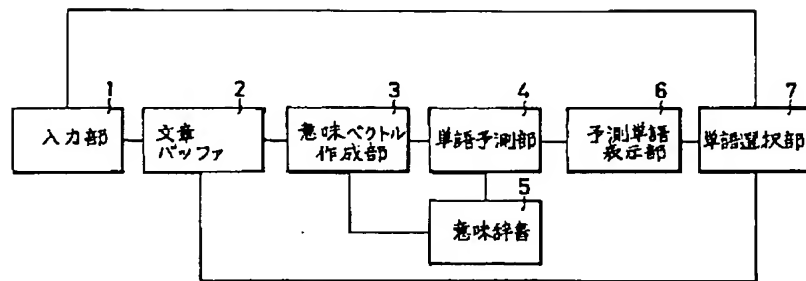 1
入力部
2
文章
バッファ
3
意味ベクトル
作成部
4
単語予測部
5
意味辞書
6
予測単語
表示部
7
単語選択部